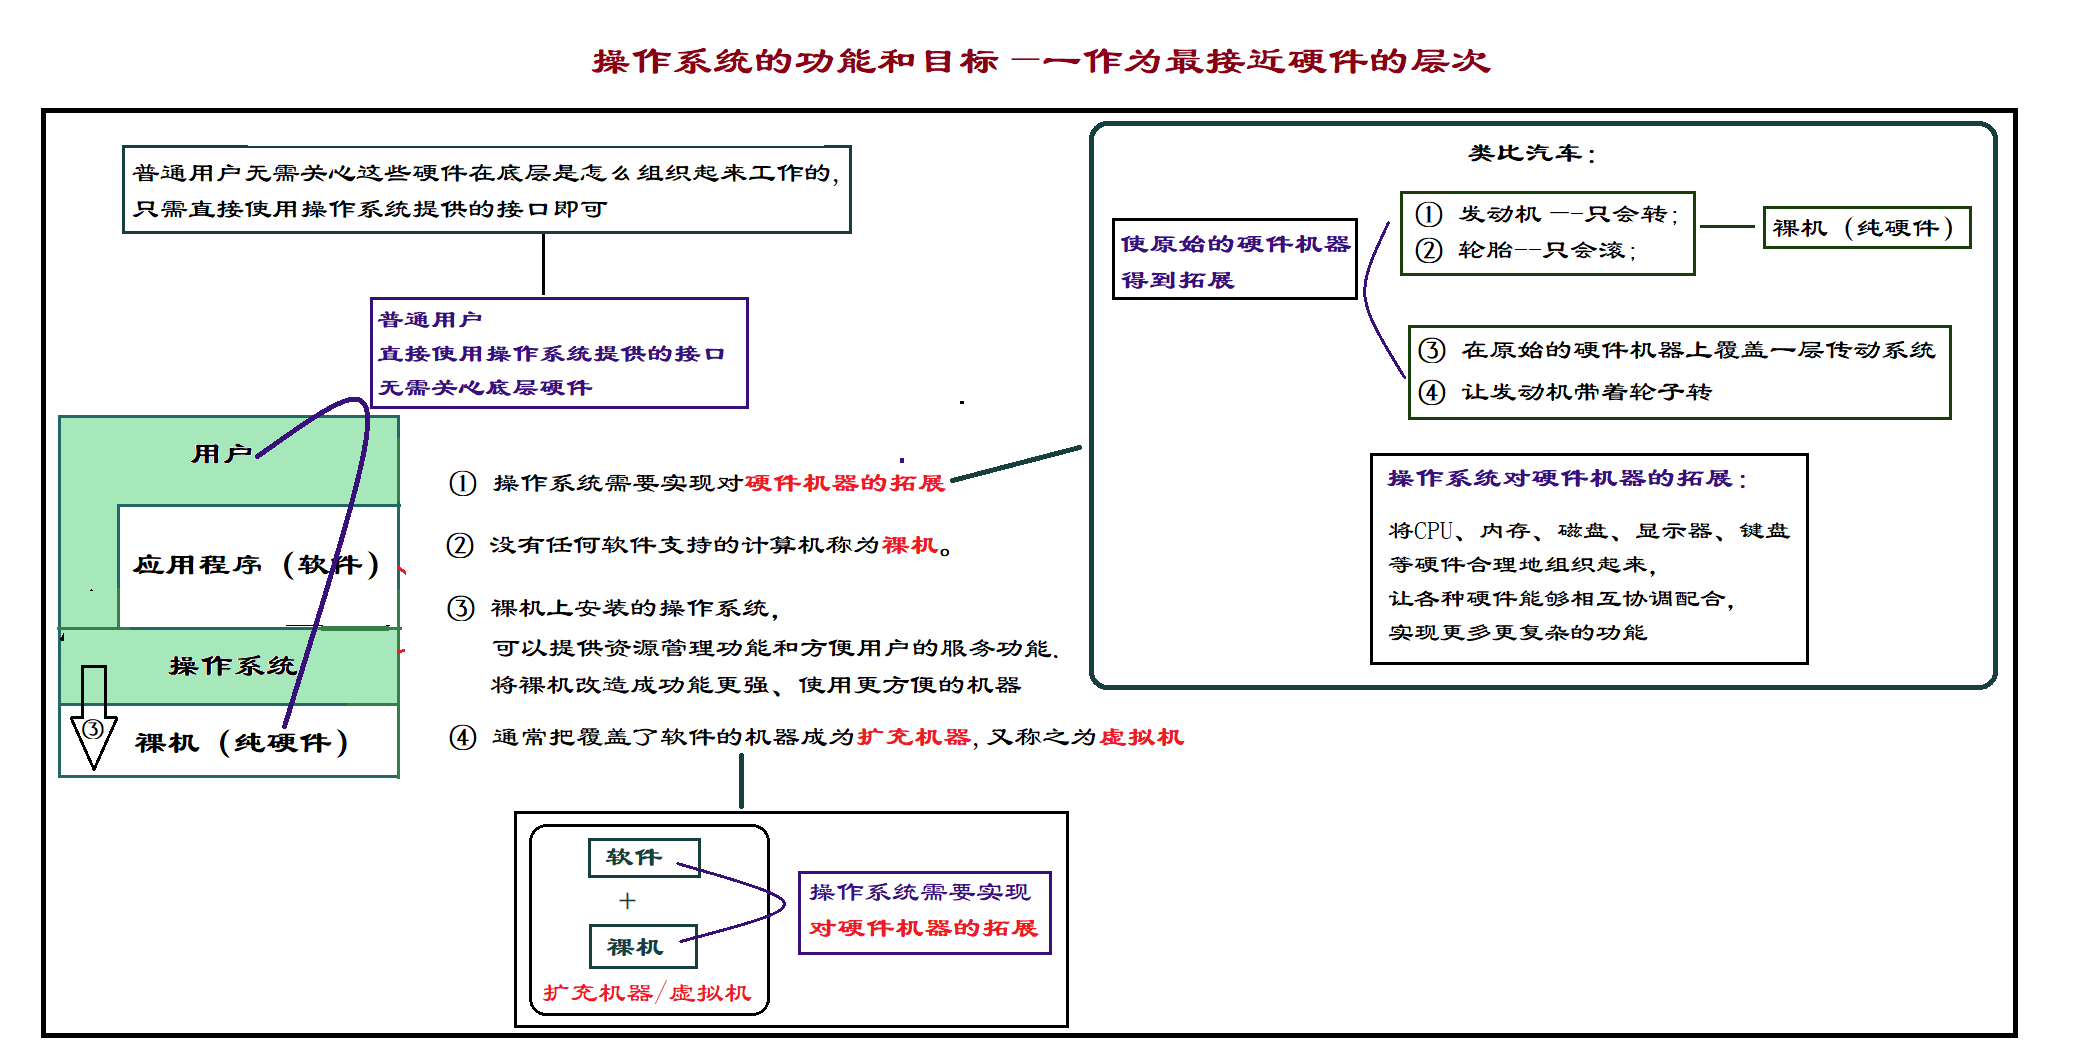 操作系统的功能和目标 —一作为最接近硬件的层次
普通用户无需关心这些硬件在底层是怎么组织起来工作的,
只需直接使用操作系统提供的接口即可
普通用户
直接使用操作系统提供的接口
无需关心底层硬件
用户
应用程序（软件）
操作系统
③
裸机（纯硬件）
① 操作系统需要实现对硬件机器的拓展
② 没有任何软件支持的计算机称为裸机。
③ 裸机上安装的操作系统,
可以提供资源管理功能和方便用户的服务功能.
将裸机改造成功能更强、使用更方便的机器
④ 通常把覆盖了软件的机器成为扩充机器, 又称之为虚拟机
软件
+
裸机
扩充机器/虚拟机
操作系统需要实现
对硬件机器的拓展
类比汽车：
使原始的硬件机器
得到拓展
① 发动机 —-只会转;
② 轮胎--只会滚;
裸机（纯硬件）
③ 在原始的硬件机器上覆盖一层传动系统
④ 让发动机带着轮子转
操作系统对硬件机器的拓展：
将CPU、内存、磁盘、显示器、键盘
等硬件合理地组织起来,
让各种硬件能够相互协调配合,
实现更多更复杂的功能